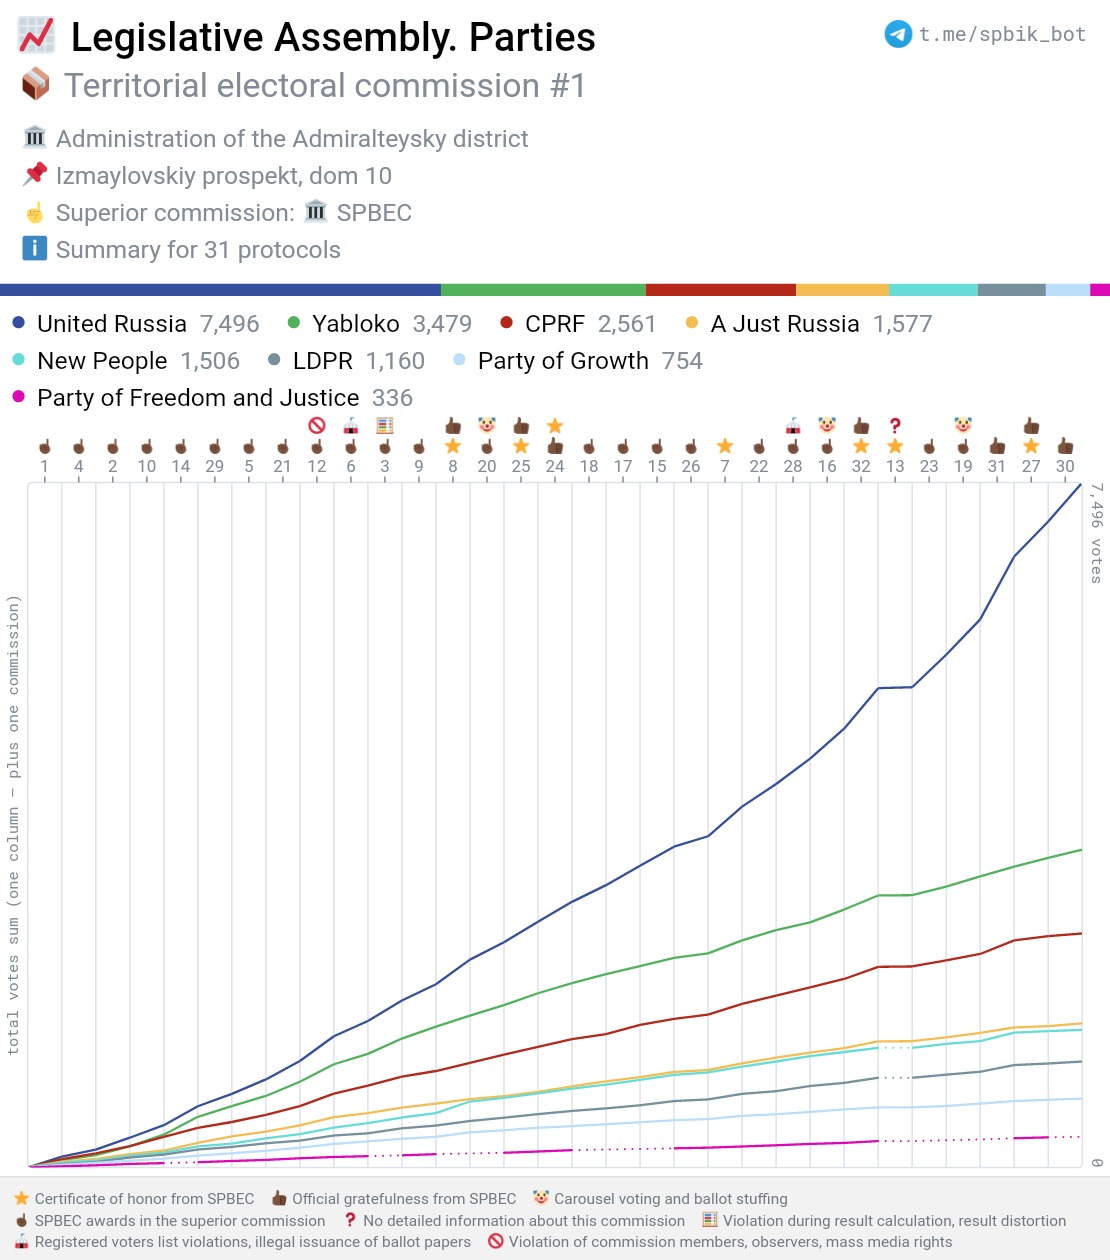 Legislative Assembly. Parties
t.me/spbik_bot
Territorial electoral commission #1
Administration of the Admiralteysky district
Izmaylovskiy prospekt, dom 10
Superior commission: SPBEC
Summary for 31 protocols
United Russia 7,496 Yabloko 3,479 CPRF 2,561 A Just Russia 1,577
New People 1,506 LDPR 1,160 Party of Growth 754
Party of Freedom and Justice 336
1 4 2 10 14 29 5 21 12 6 3 9 8 20 25 24 18 17 15 26 7 22 28 16 32 13 23 19 31 27 30
7,496 votes
total votes sum (one column – plus one commission)
0
Certificate of honor from SPBEC Official gratefulness from SPBEC Carousel voting and ballot stuffing
SPBEC awards in the superior commission No detailed information about this commission Violation during result calculation, result distortion
Registered voters list violations, illegal issuance of ballot papers Violation of commission members, observers, mass media rights